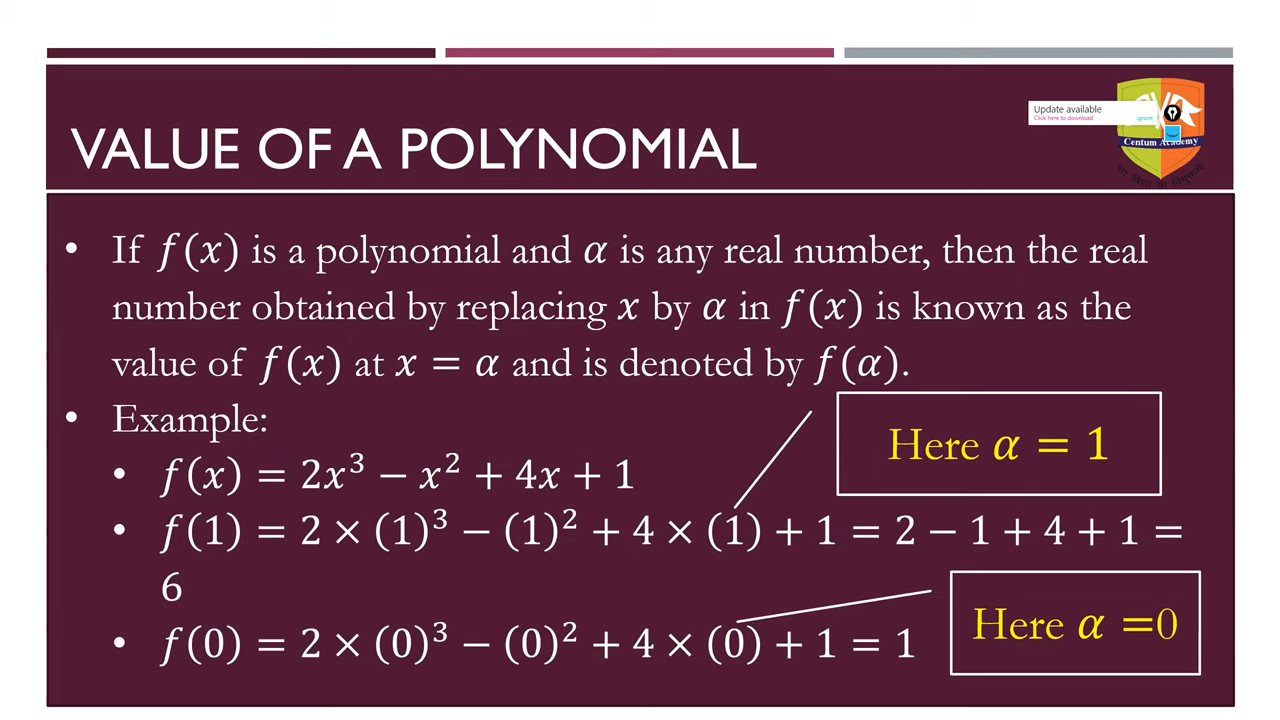 Update available
Click here to download
ignore
Centum Academy
VALUE OF A POLYNOMIAL
• If f(x) is a polynomial and α is any real number, then the real
number obtained by replacing x by α in f(x) is known as the
value of f(x) at x = α and is denoted by f(α).
• Example:
Here α = 1
• f(x) = 2x³ − x² + 4x + 1
• f(1) = 2 × (1)³ − (1)² + 4 × (1) + 1 = 2 − 1 + 4 + 1 =
6
Here α =0
• f(0) = 2 × (0)³ − (0)² + 4 × (0) + 1 = 1